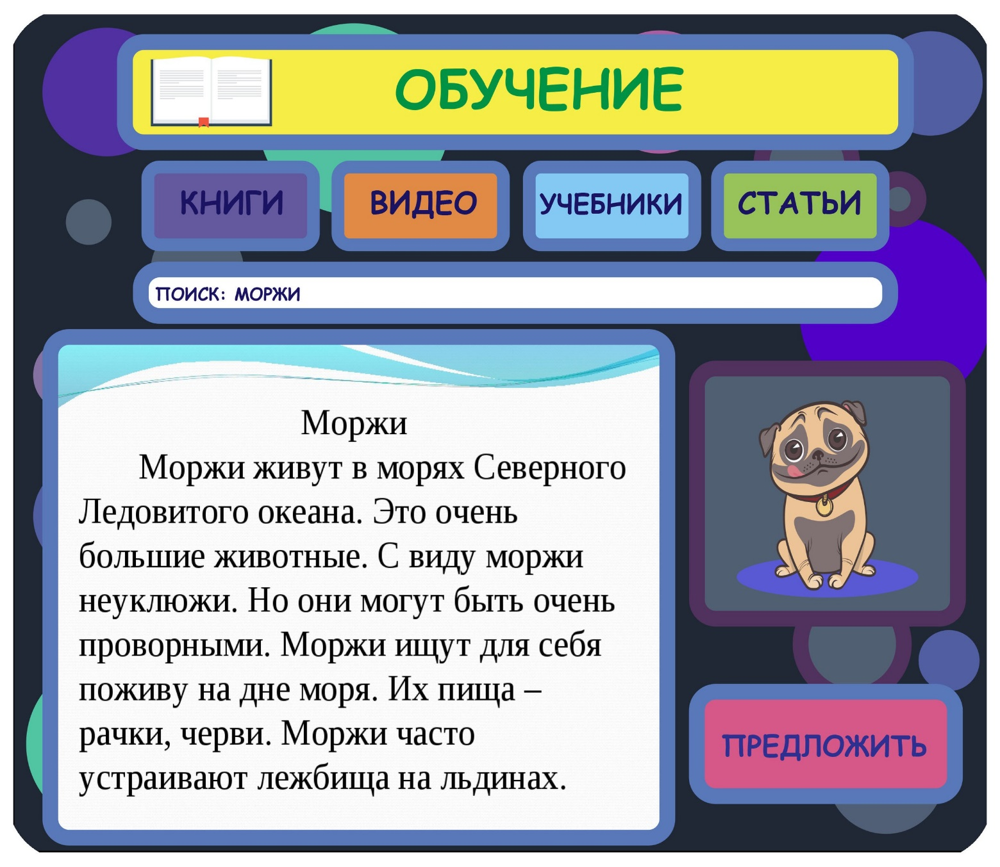 ОБУЧЕНИЕ
КНИГИ
ВИДЕО
УЧЕБНИКИ
СТАТЬИ
ПОИСК: МОРЖИ
Моржи
Моржи живут в морях Северного
Ледовитого океана. Это очень
большие животные. С виду моржи
неуклюжи. Но они могут быть очень
проворными. Моржи ищут для себя
поживу на дне моря. Их пища –
рачки, черви. Моржи часто
устраивают лежбища на льдинах.
ПРЕДЛОЖИТЬ